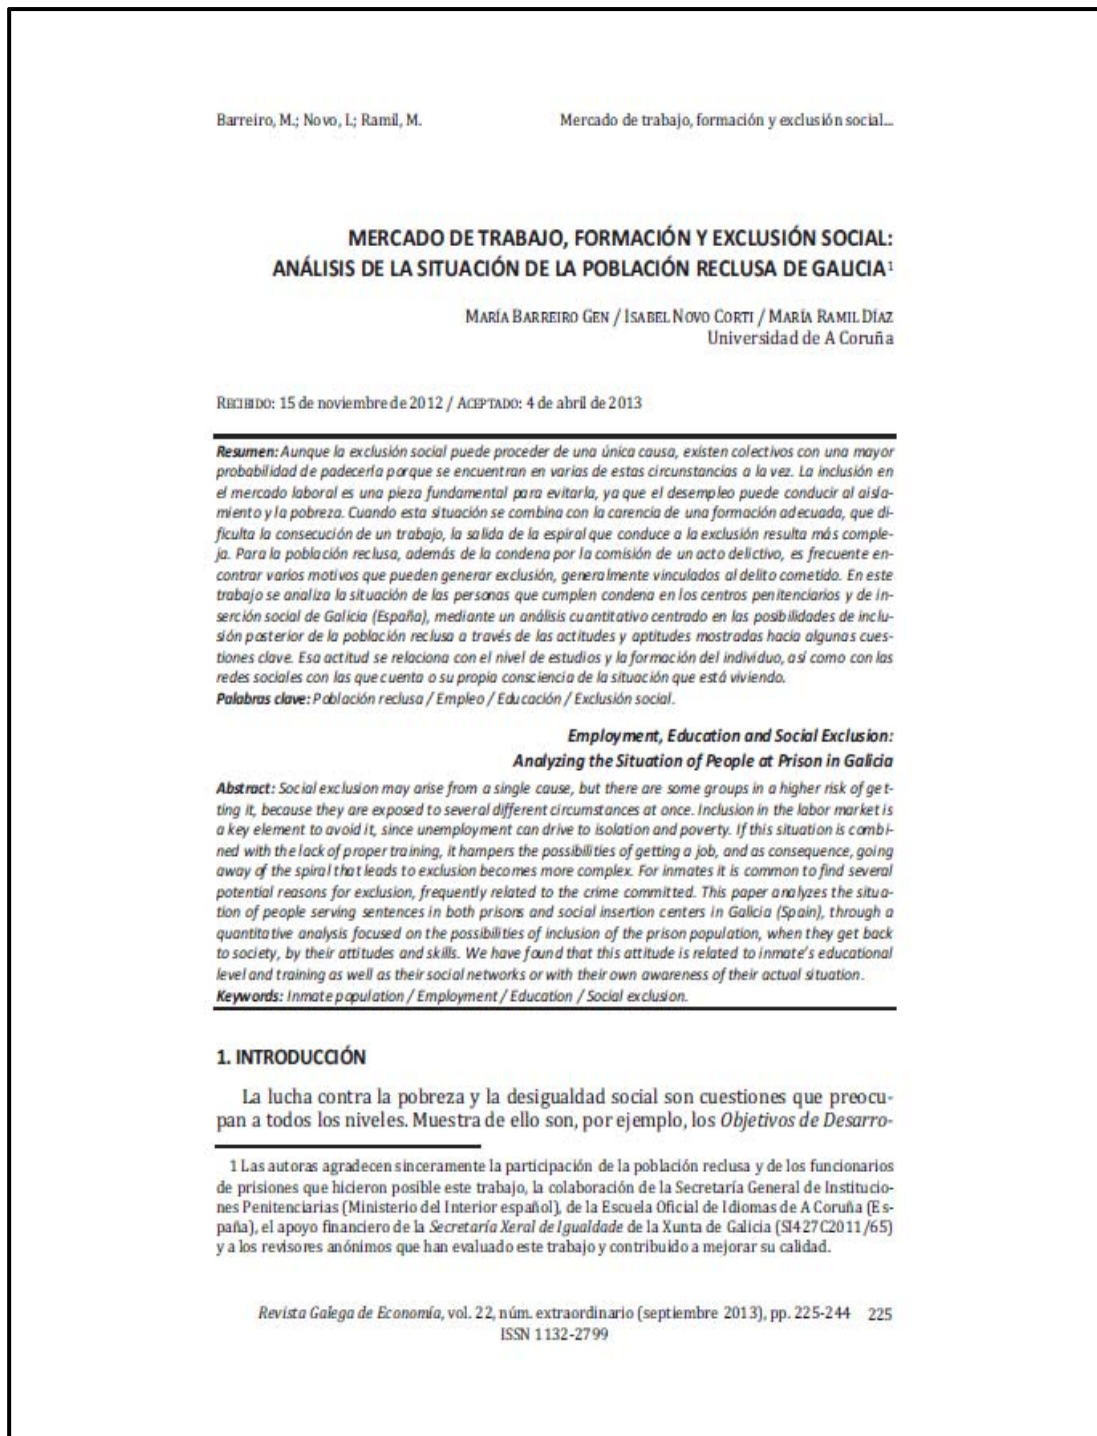 Barreiro, M.; Novo, I.; Ramil, M.
Mercado de trabajo, formación y exclusión social...
MERCADO DE TRABAJO, FORMACIÓN Y EXCLUSIÓN SOCIAL:
ANÁLISIS DE LA SITUACIÓN DE LA POBLACIÓN RECLUSA DE GALICIA1
MARÍA BARREIRO GEN / ISABEL NOVO CORTI / MARÍA RAMIL DÍAZ
Universidad de A Coruña
RECIBIDO: 15 de noviembre de 2012 / ACEPTADO: 4 de abril de 2013
Resumen: Aunque la exclusión social puede proceder de una única causa, existen colectivos con una mayor
probabilidad de padecerla porque se encuentran en varias de estas circunstancias a la vez. La inclusión en
el mercado laboral es una pieza fundamental para evitarla, ya que el desempleo puede conducir al aisla-
miento y la pobreza. Cuando esta situación se combina con la carencia de una formación adecuada, que di-
ficulta la consecución de un trabajo, la salida de la espiral que conduce a la exclusión resulta más comple-
ja. Para la población reclusa, además de la condena por la comisión de un acto delictivo, es frecuente en-
contrar varios motivos que pueden generar exclusión, generalmente vinculados al delito cometido. En este
trabajo se analiza la situación de las personas que cumplen condena en los centros penitenciarios y de in-
serción social de Galicia (España), mediante un análisis cuantitativo centrado en las posibilidades de inclu-
sión posterior de la población reclusa a través de las actitudes y aptitudes mostradas hacia algunas cues-
tiones clave. Esa actitud se relaciona con el nivel de estudios y la formación del individuo, así como con las
redes sociales con las que cuenta o su propia consciencia de la situación que está viviendo.
Palabras clave: Población reclusa / Empleo / Educación / Exclusión social.
Employment, Education and Social Exclusion:
Analyzing the Situation of People at Prison in Galicia
Abstract: Social exclusion may arise from a single cause, but there are some groups in a higher risk of get-
ting it, because they are exposed to several different circumstances at once. Inclusion in the labor market is
a key element to avoid it, since unemployment can drive to isolation and poverty. If this situation is combi-
ned with the lack of proper training, it hampers the possibilities of getting a job, and as consequence, going
away of the spiral that leads to exclusion becomes more complex. For inmates it is common to find several
potential reasons for exclusion, frequently related to the crime committed. This paper analyzes the situa-
tion of people serving sentences in both prisons and social insertion centers in Galicia (Spain), through a
quantitative analysis focused on the possibilities of inclusion of the prison population, when they get back
to society, by their attitudes and skills. We have found that this attitude is related to inmate's educational
level and training as well as their social networks or with their own awareness of their actual situation.
Keywords: Inmate population / Employment / Education / Social exclusion.
1. INTRODUCCIÓN
La lucha contra la pobreza y la desigualdad social son cuestiones que preocu-
pan a todos los niveles. Muestra de ello son, por ejemplo, los Objetivos de Desarro-
1 Las autoras agradecen sinceramente la participación de la población reclusa y de los funcionarios
de prisiones que hicieron posible este trabajo, la colaboración de la Secretaría General de Institucio-
nes Penitenciarias (Ministerio del Interior español), de la Escuela Oficial de Idiomas de A Coruña (Es-
paña), el apoyo financiero de la Secretaría Xeral de Igualdade de la Xunta de Galicia (SI427C2011/65)
y a los revisores anónimos que han evaluado este trabajo y contribuido a mejorar su calidad.
Revista Galega de Economía, vol. 22, núm. extraordinario (septiembre 2013), pp. 225-244 225
ISSN 1132-2799